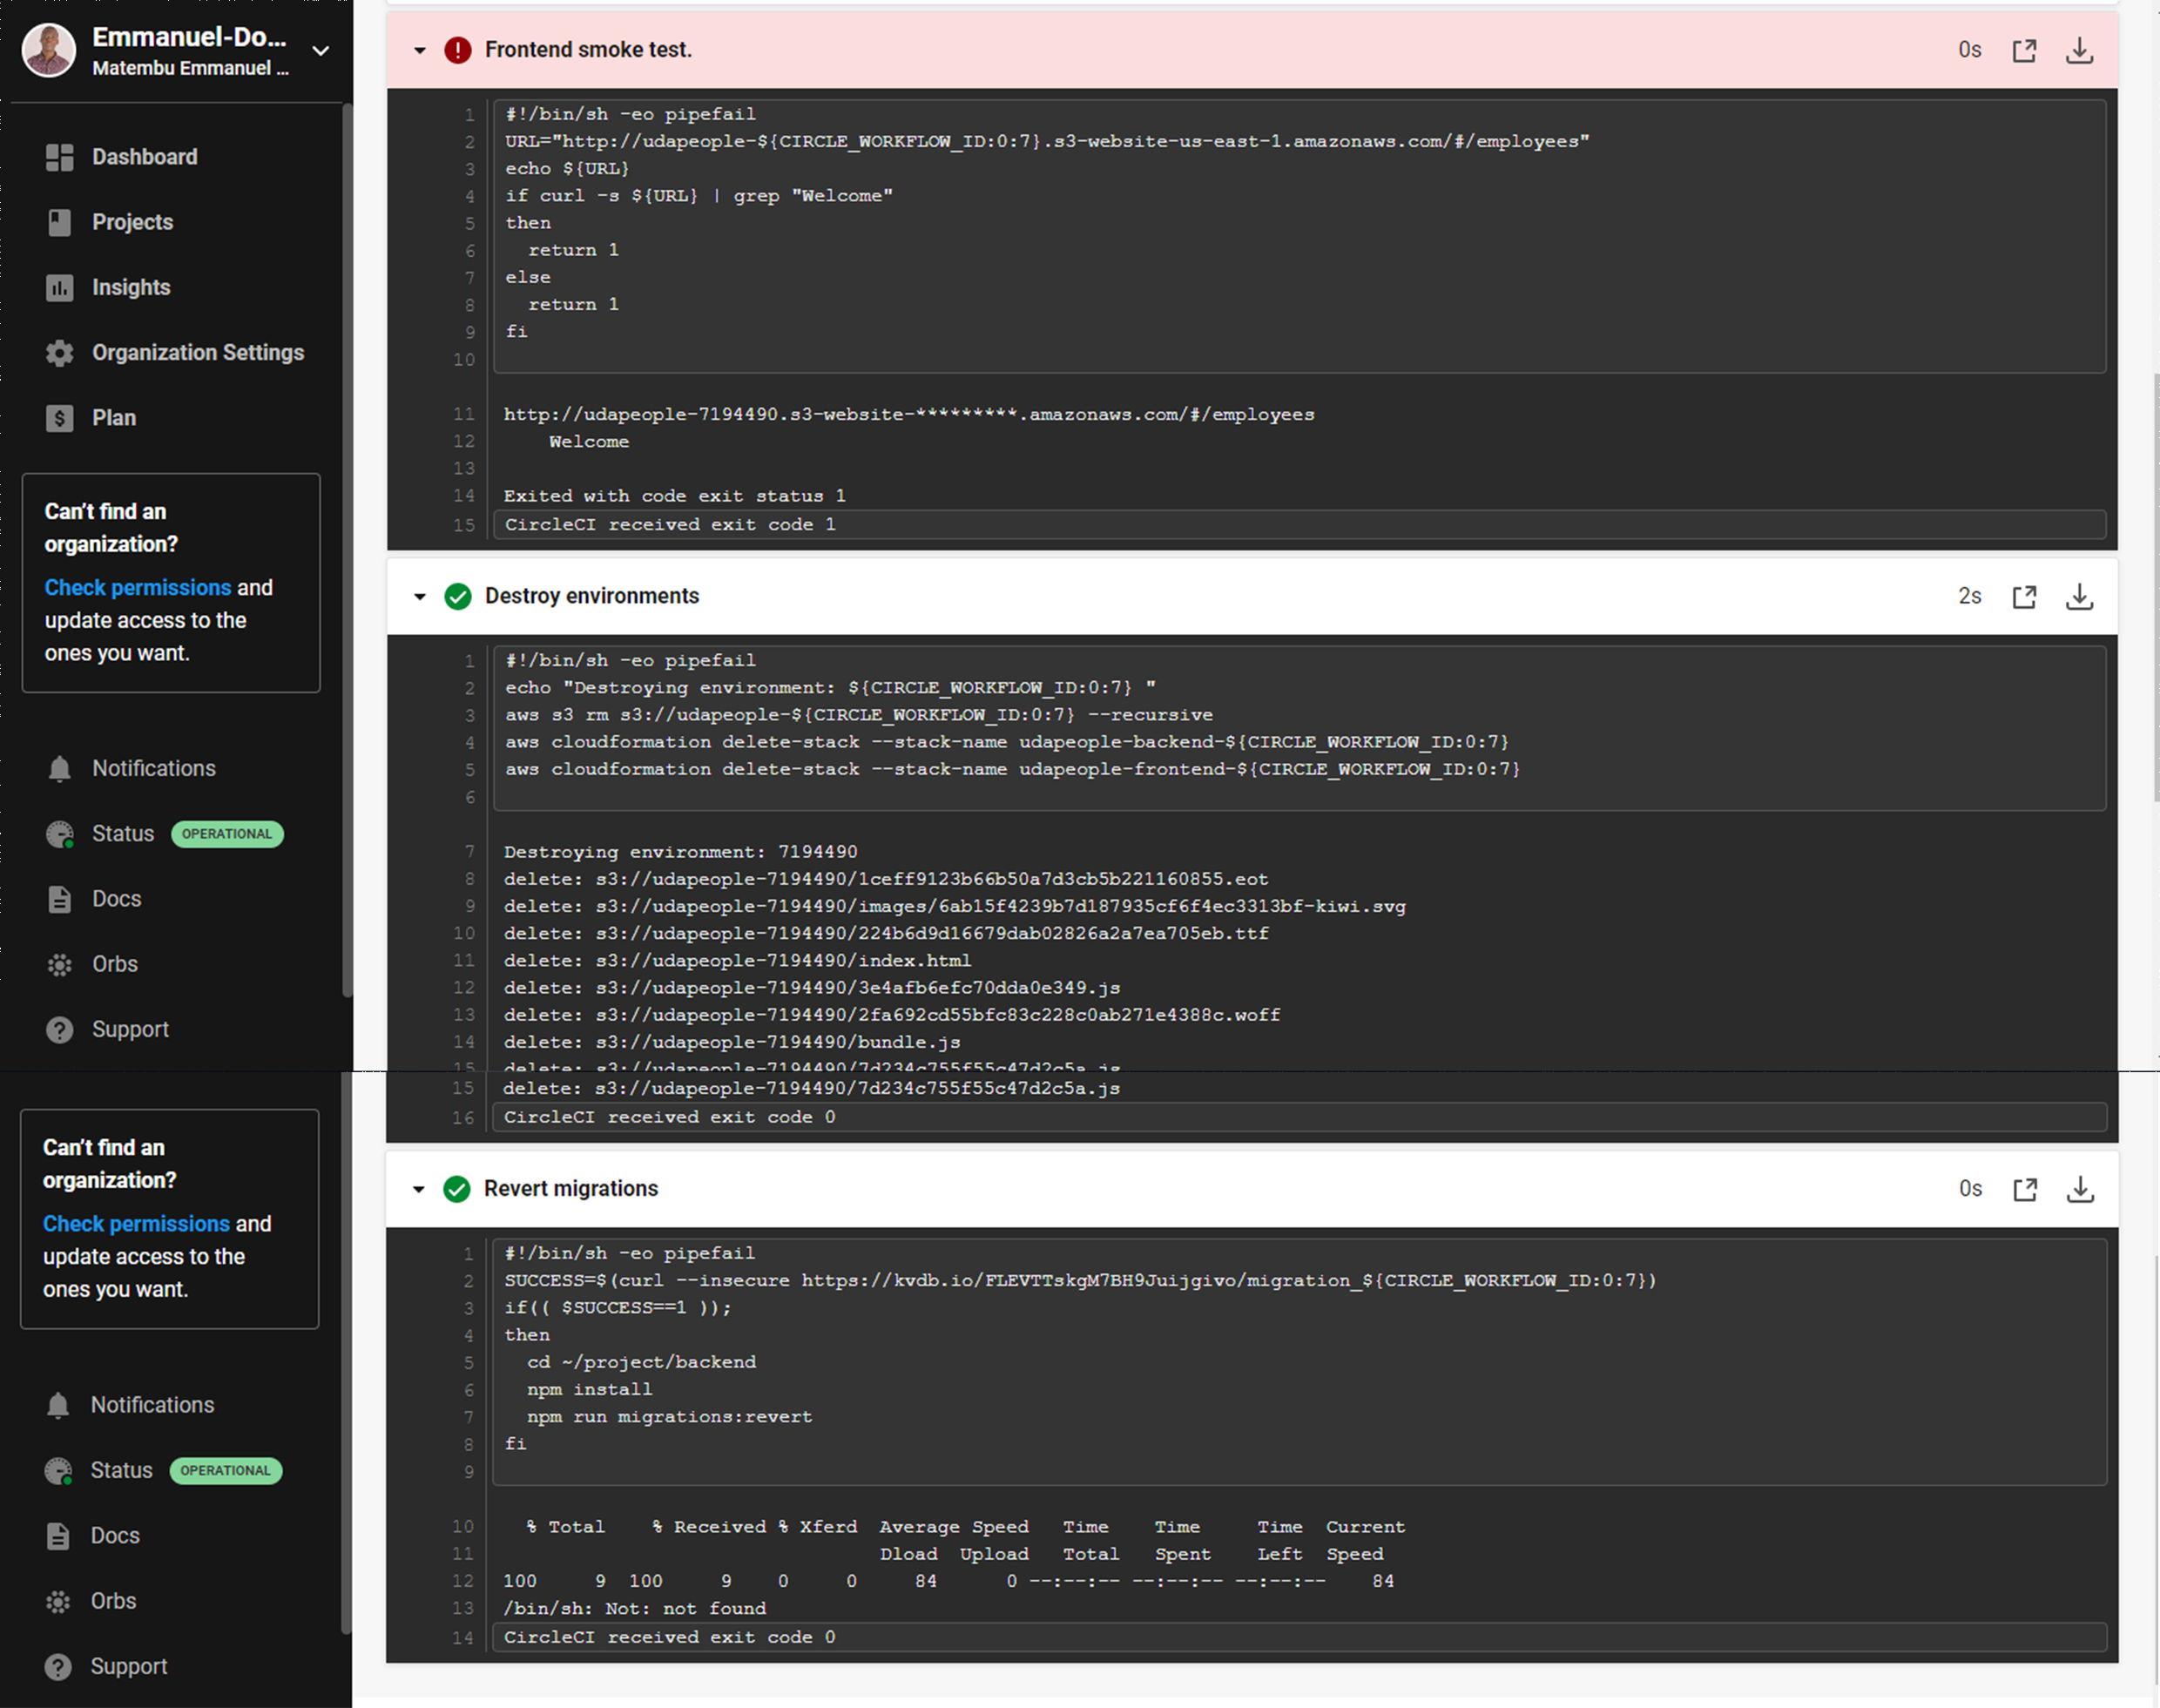 Emmanuel-Do...
Matembu Emmanuel ...
Dashboard
Projects
Insights
Organization Settings
Plan
Can't find an
organization?
Check permissions and
update access to the
ones you want.
Notifications
Status OPERATIONAL
Docs
Orbs
Support
Frontend smoke test. 0s
1 #!/bin/sh -eo pipefail
2 URL="http://udapeople-${CIRCLE_WORKFLOW_ID:0:7}.s3-website-us-east-1.amazonaws.com/#/employees"
3 echo ${URL}
4 if curl -s ${URL} | grep "Welcome"
5 then
6   return 1
7 else
8   return 1
9 fi
10
11 http://udapeople-7194490.s3-website-*********.amazonaws.com/#/employees
12     Welcome
13
14 Exited with code exit status 1
15 CircleCI received exit code 1
Destroy environments 2s
1 #!/bin/sh -eo pipefail
2 echo "Destroying environment: ${CIRCLE_WORKFLOW_ID:0:7} "
3 aws s3 rm s3://udapeople-${CIRCLE_WORKFLOW_ID:0:7} --recursive
4 aws cloudformation delete-stack --stack-name udapeople-backend-${CIRCLE_WORKFLOW_ID:0:7}
5 aws cloudformation delete-stack --stack-name udapeople-frontend-${CIRCLE_WORKFLOW_ID:0:7}
6
7 Destroying environment: 7194490
8 delete: s3://udapeople-7194490/1ceff9123b66b50a7d3cb5b221160855.eot
9 delete: s3://udapeople-7194490/images/6ab15f4239b7d187935cf6f4ec3313bf-kiwi.svg
10 delete: s3://udapeople-7194490/224b6d9d16679dab02826a2a7ea705eb.ttf
11 delete: s3://udapeople-7194490/index.html
12 delete: s3://udapeople-7194490/3e4afb6efc70dda0e349.js
13 delete: s3://udapeople-7194490/2fa692cd55bfc83c228c0ab271e4388c.woff
14 delete: s3://udapeople-7194490/bundle.js
15 delete: s3://udapeople-7194490/7d234c755f55c47d2c5a.js
15 delete: s3://udapeople-7194490/7d234c755f55c47d2c5a.js
16 CircleCI received exit code 0
Can't find an
organization?
Check permissions and
update access to the
ones you want.
Notifications
Status OPERATIONAL
Docs
Orbs
Support
Revert migrations 0s
1 #!/bin/sh -eo pipefail
2 SUCCESS=$(curl --insecure https://kvdb.io/FLEVTTskgM7BH9Juijgivo/migration_${CIRCLE_WORKFLOW_ID:0:7})
3 if(( $SUCCESS==1 ));
4 then
5   cd ~/project/backend
6   npm install
7   npm run migrations:revert
8 fi
9
10   % Total    % Received % Xferd  Average Speed   Time    Time     Time  Current
11                                  Dload  Upload   Total   Spent    Left  Speed
12 100     9  100     9    0     0     84      0 --:--:-- --:--:-- --:--:--    84
13 /bin/sh: Not: not found
14 CircleCI received exit code 0